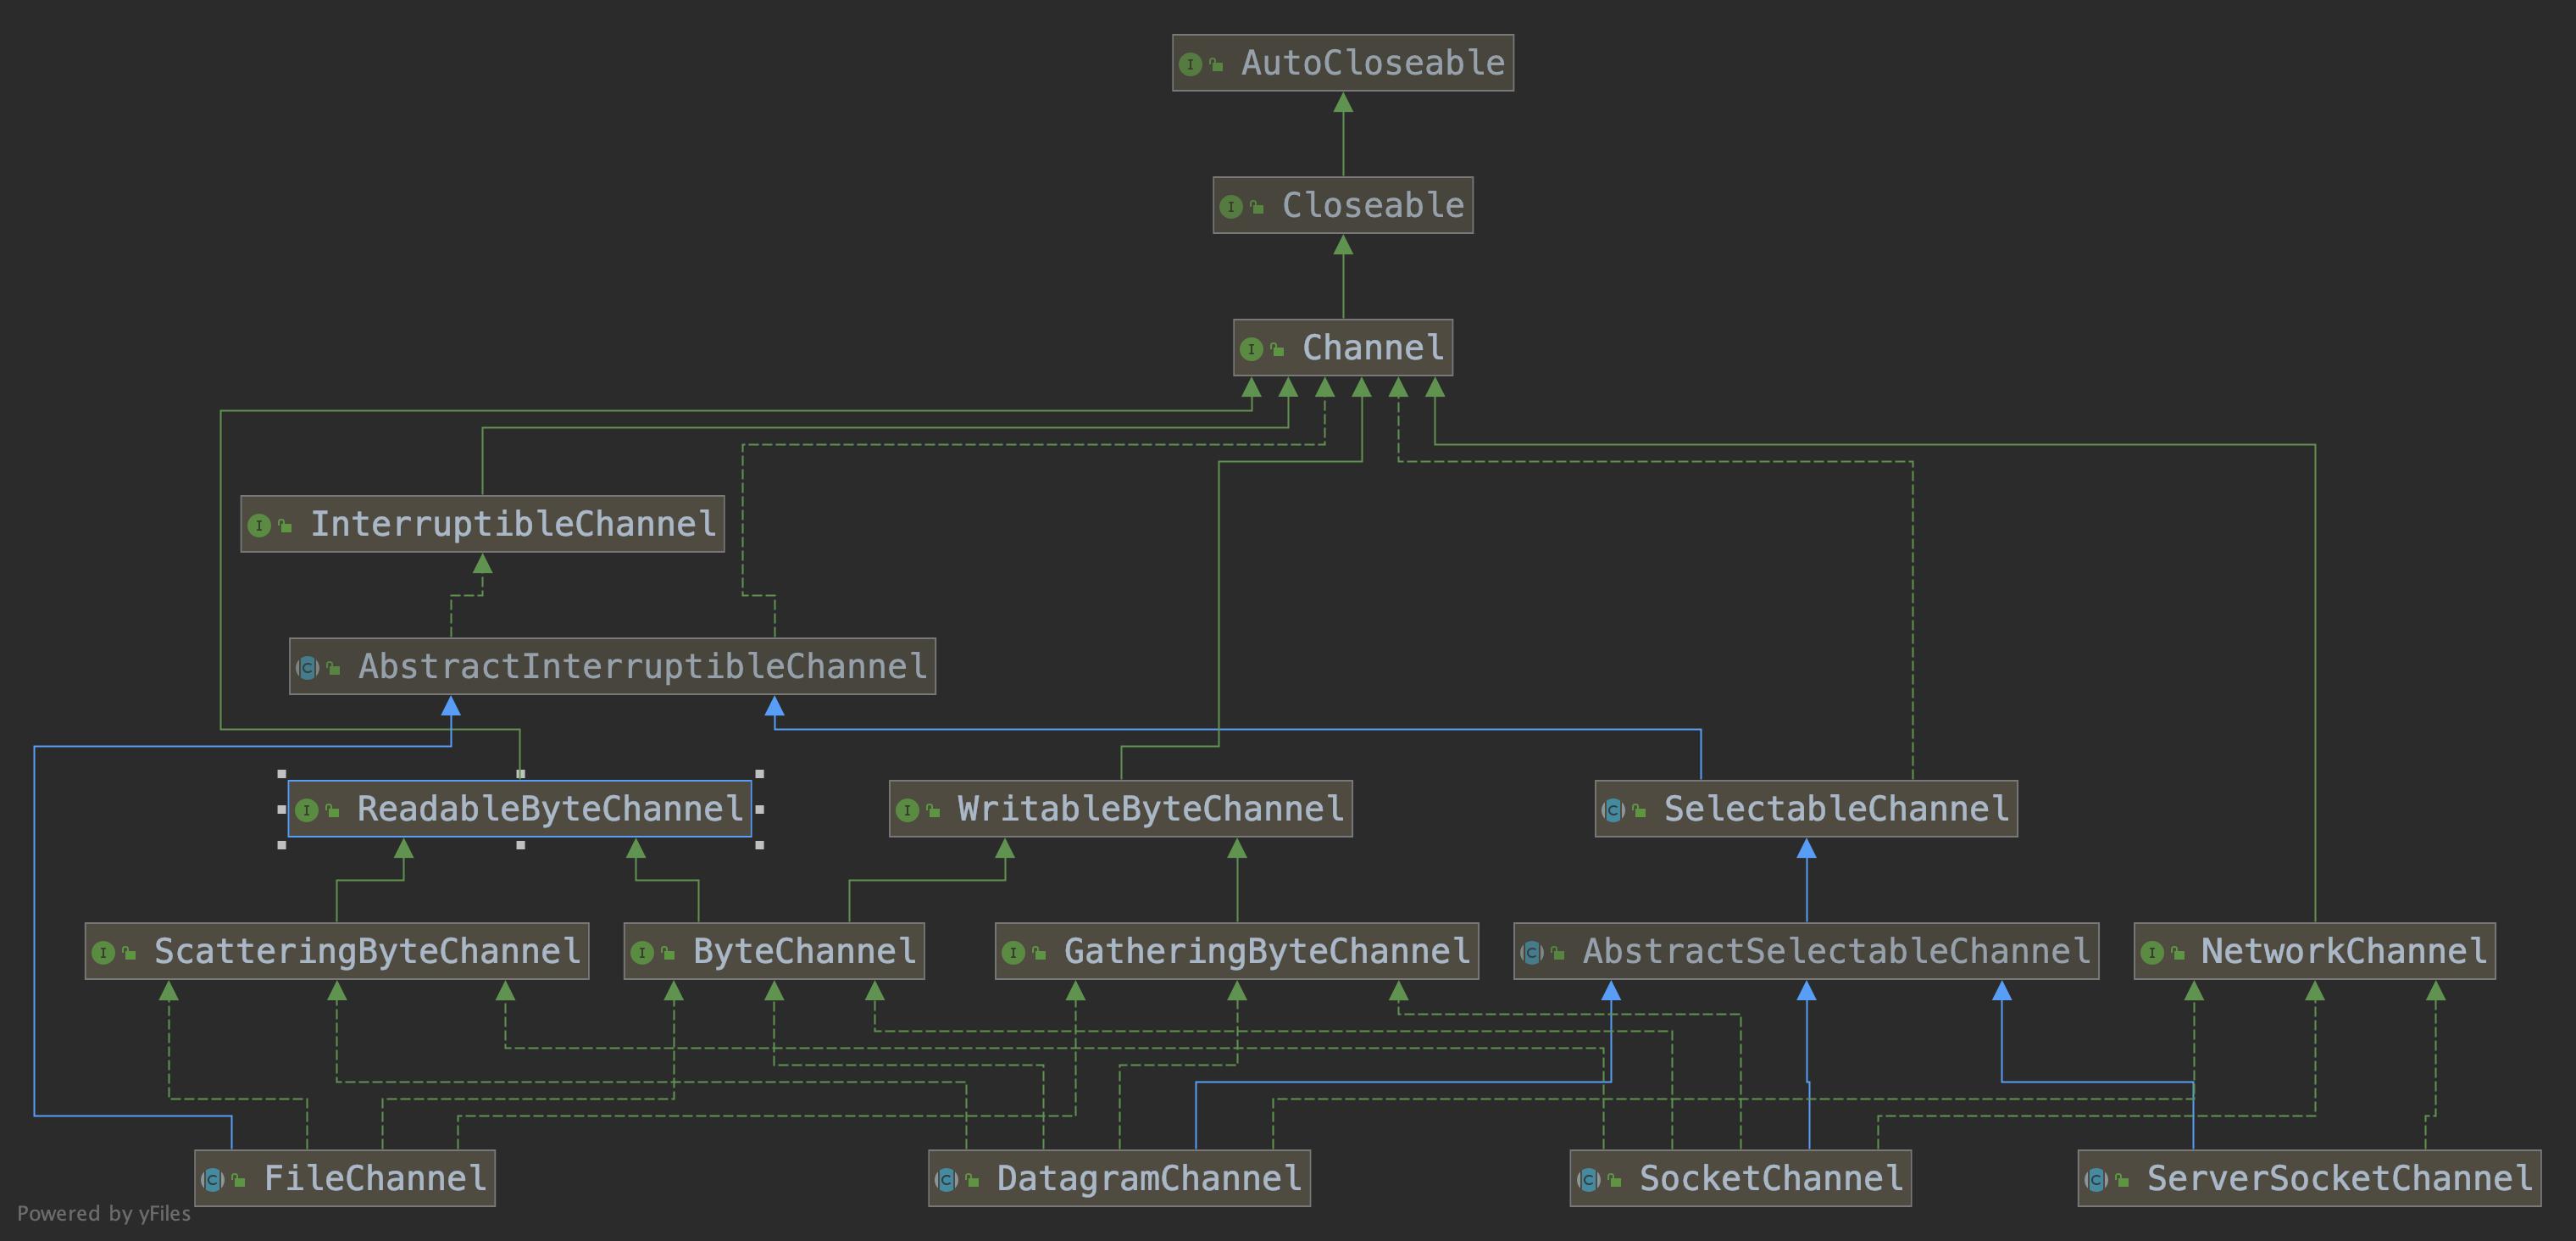 AutoCloseable
Closeable
Channel
InterruptibleChannel
AbstractInterruptibleChannel
ReadableByteChannel
WritableByteChannel
SelectableChannel
ScatteringByteChannel
ByteChannel
GatheringByteChannel
AbstractSelectableChannel
NetworkChannel
FileChannel
DatagramChannel
SocketChannel
ServerSocketChannel
Powered by yFiles